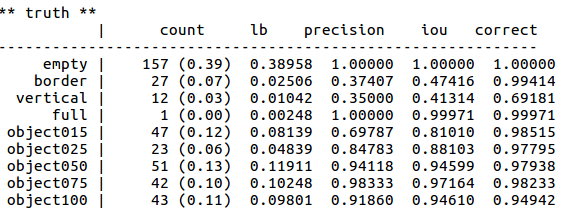 ** truth **
| count lb precision iou correct
----------------------------------------------------------------
empty | 157 (0.39) 0.38958 1.00000 1.00000 1.00000
border | 27 (0.07) 0.02506 0.37407 0.47416 0.99414
vertical | 12 (0.03) 0.01042 0.35000 0.41314 0.69181
full | 1 (0.00) 0.00248 1.00000 0.99971 0.99971
object015 | 47 (0.12) 0.08139 0.69787 0.81010 0.98515
object025 | 23 (0.06) 0.04839 0.84783 0.88103 0.97795
object050 | 51 (0.13) 0.11911 0.94118 0.94599 0.97938
object075 | 42 (0.10) 0.10248 0.98333 0.97164 0.98233
object100 | 43 (0.11) 0.09801 0.91860 0.94610 0.94942